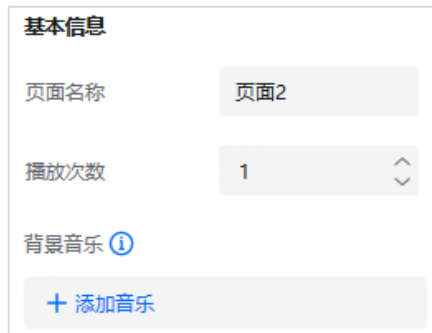 基本信息
页面名称 页面2
播放次数 1
背景音乐
+ 添加音乐